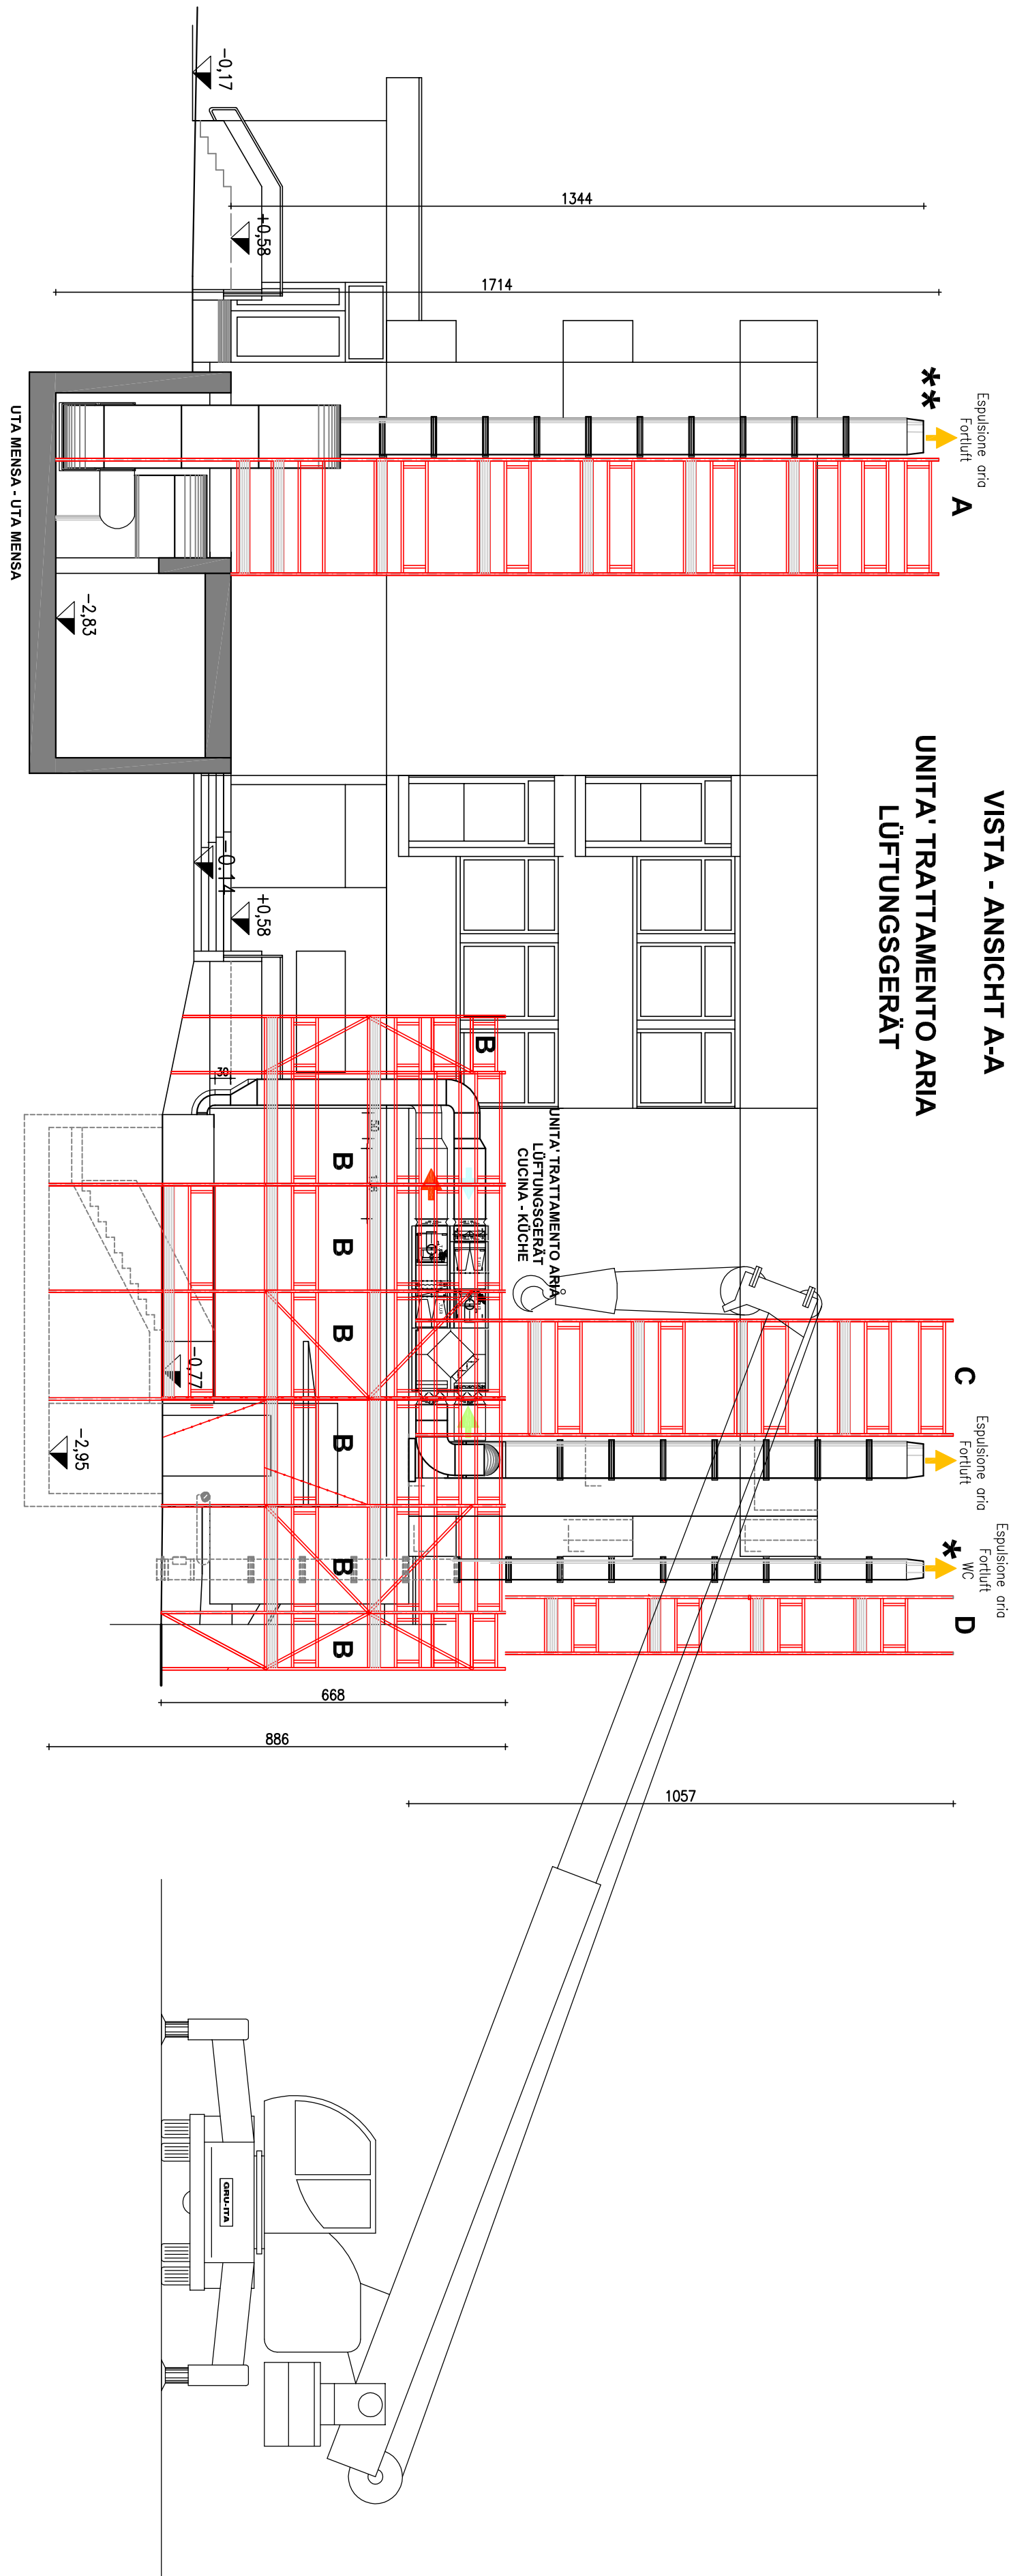 VISTA - ANSICHT A-A
UNITA' TRATTAMENTO ARIA
LÜFTUNGSGERÄT
Espulsione aria
Fortluft
**
A
Espulsione aria
Fortluft
C
Espulsione aria
Fortluft
WC
*
D
1344
1714
-0,17
+0,58
-2,83
UTA MENSA - UTA MENSA
-0.14
+0,58
30
50
B
B
B
B
B
B
B
UNITA' TRATTAMENTO ARIA
LÜFTUNGSGERÄT
CUCINA - KÜCHE
-0,77
-2,95
668
886
1057
GRU-ITA